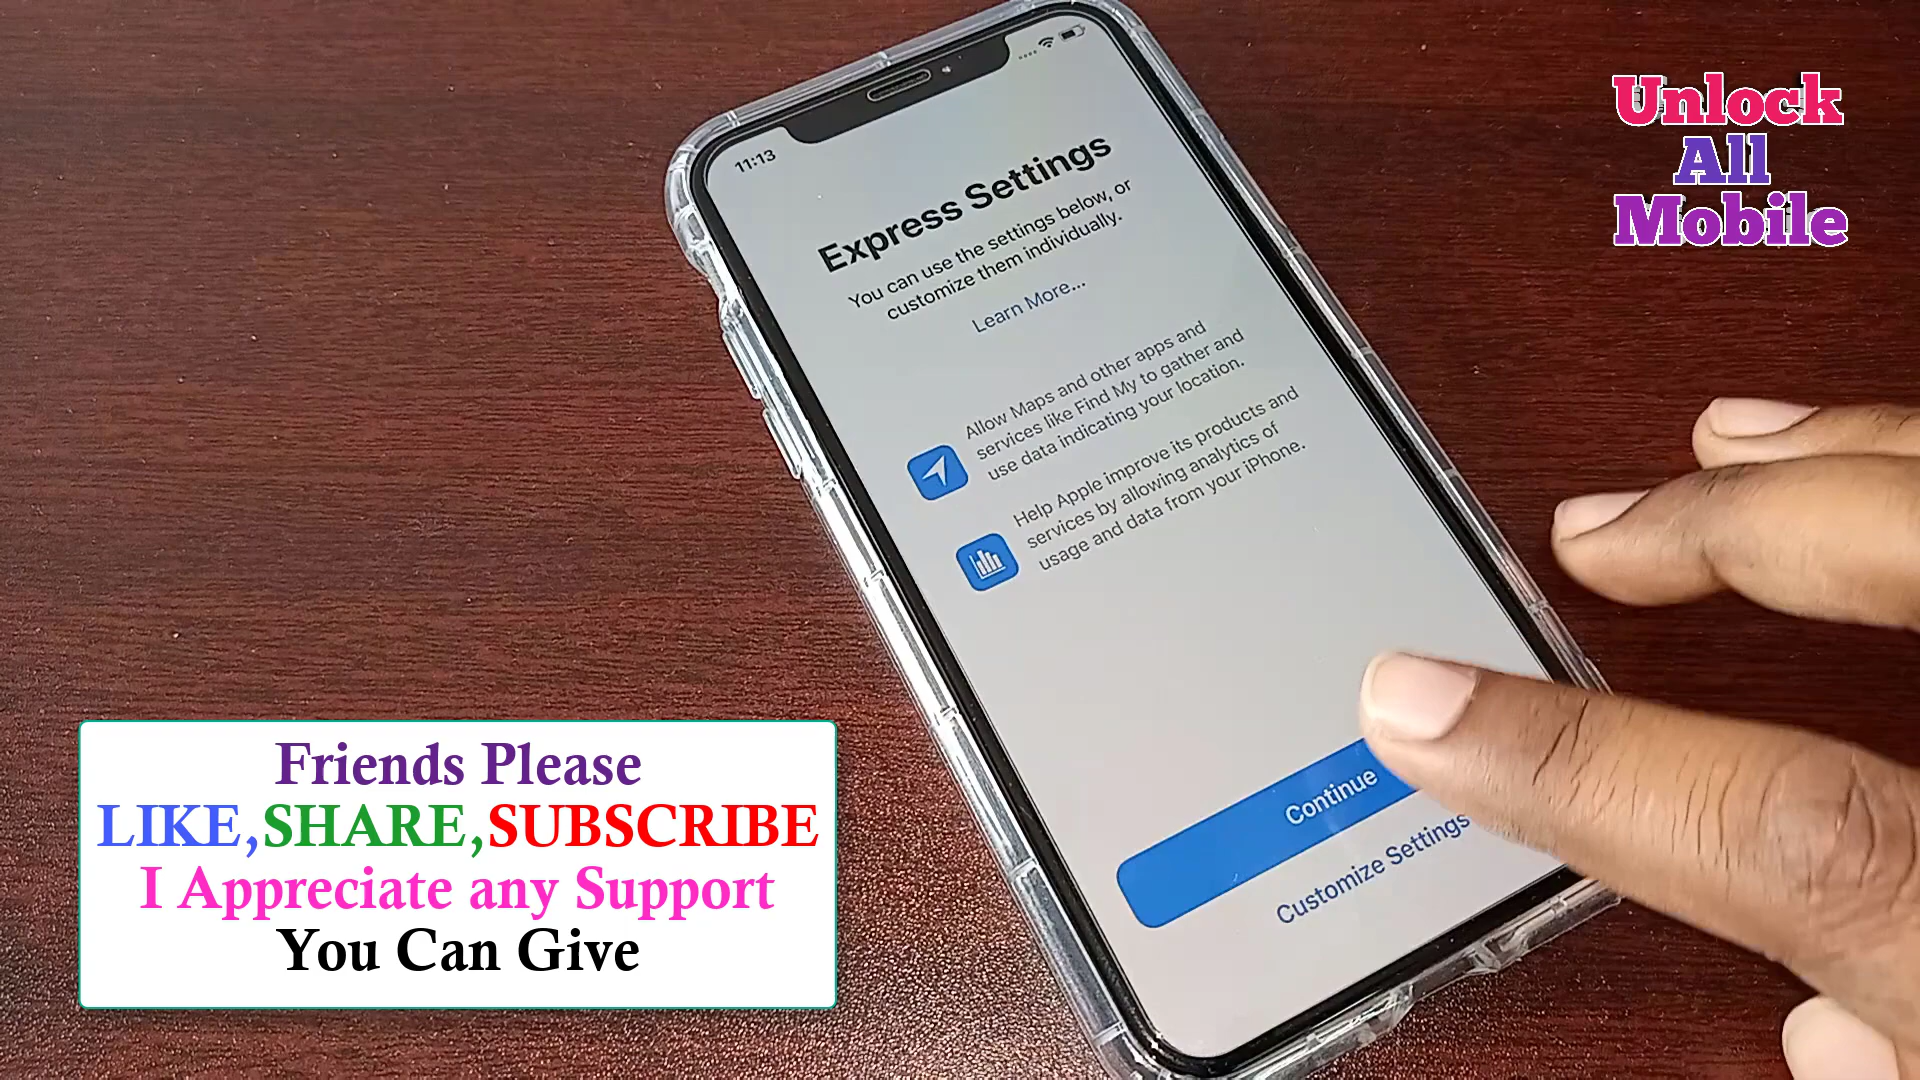 11:13
Express Settings
You can use the settings below, or
customize them individually.
Learn More...
Allow Maps and other apps and
services like Find My to gather and
use data indicating your location.
Help Apple improve its products and
services by allowing analytics of
usage and data from your iPhone.
Continue
Customize Settings
Unlock
All
Mobile
Friends Please
LIKE,SHARE,SUBSCRIBE
I Appreciate any Support
You Can Give